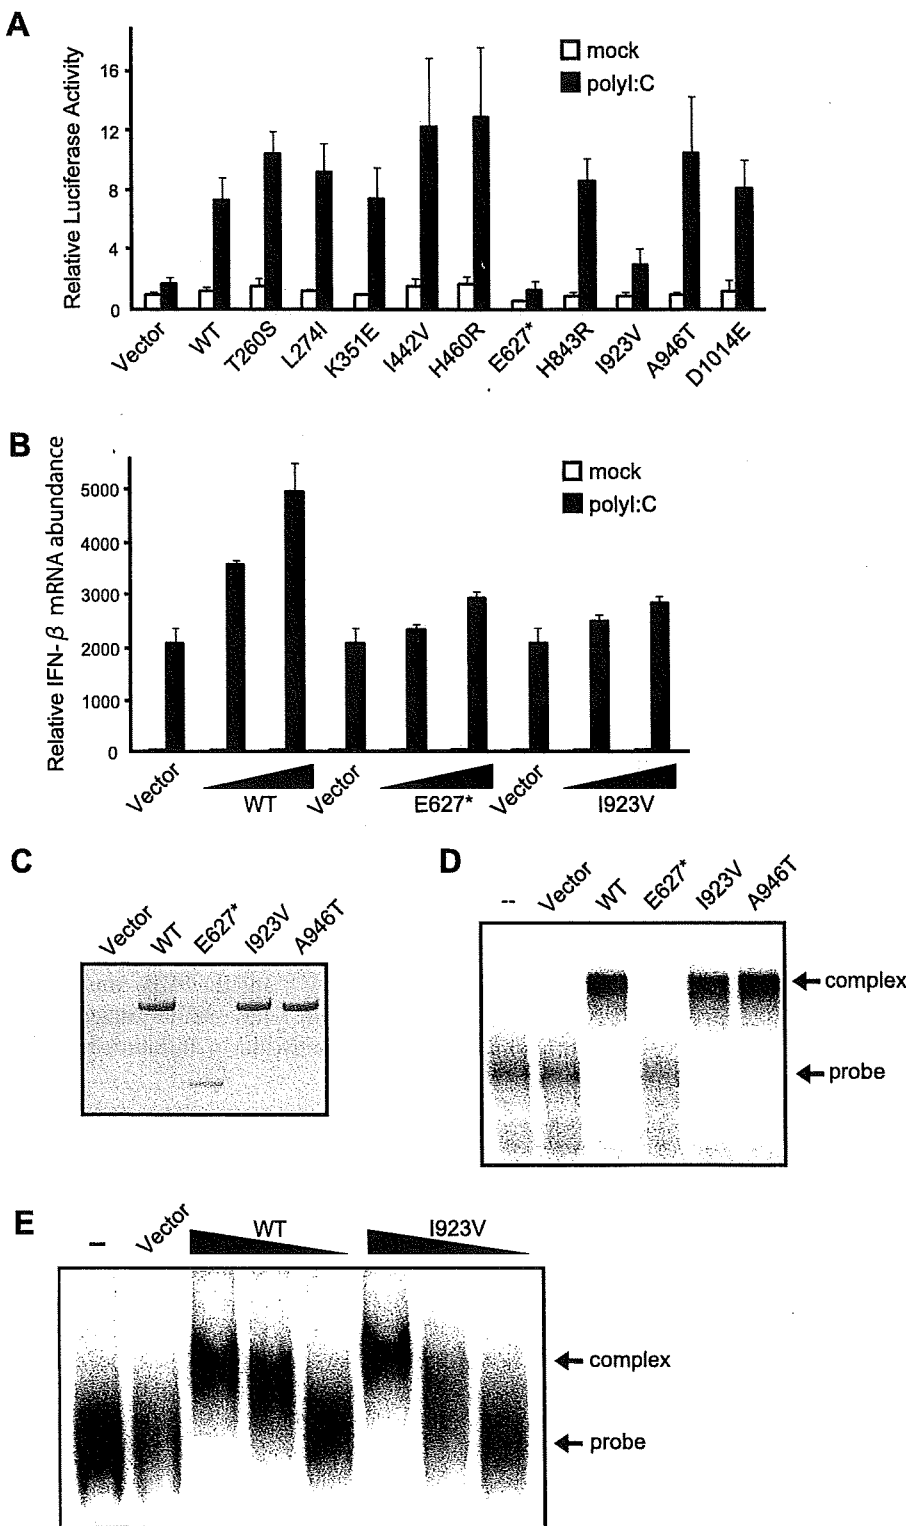 A
Relative Luciferase Activity
16
12
8
4
0
mock
polyI:C
Vector
WT
T260S
L274I
K351E
I442V
H460R
E627*
H843R
I923V
A946T
D1014E
B
Relative IFN-β mRNA abundance
5000
4000
3000
2000
1000
0
mock
polyI:C
Vector
WT
Vector
E627*
Vector
I923V
C
Vector
WT
E627*
I923V
A946T
D
--
Vector
WT
E627*
I923V
A946T
complex
probe
E
–
Vector
WT
I923V
complex
probe